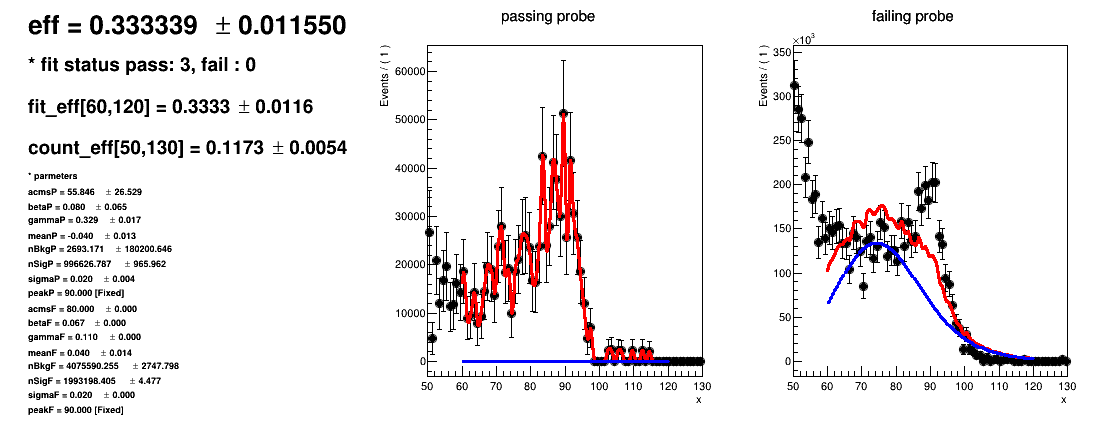 eff = 0.333339 ± 0.011550
* fit status pass: 3, fail : 0
fit_eff[60,120] = 0.3333 ± 0.0116
count_eff[50,130] = 0.1173 ± 0.0054
* parmeters
acmsP = 55.846 ± 26.529
betaP = 0.080 ± 0.065
gammaP = 0.329 ± 0.017
meanP = -0.040 ± 0.013
nBkgP = 2693.171 ± 180200.646
nSigP = 996626.787 ± 965.962
sigmaP = 0.020 ± 0.004
peakP = 90.000 [Fixed]
acmsF = 80.000 ± 0.000
betaF = 0.067 ± 0.000
gammaF = 0.110 ± 0.000
meanF = 0.040 ± 0.014
nBkgF = 4075590.255 ± 2747.798
nSigF = 1993198.405 ± 4.477
sigmaF = 0.020 ± 0.000
peakF = 90.000 [Fixed]
passing probe
Events / ( 1 )
60000
50000
40000
30000
20000
10000
0
50 60 70 80 90 100 110 120 130
x
failing probe
×10³
Events / ( 1 )
350
300
250
200
150
100
50
0
50 60 70 80 90 100 110 120 130
x